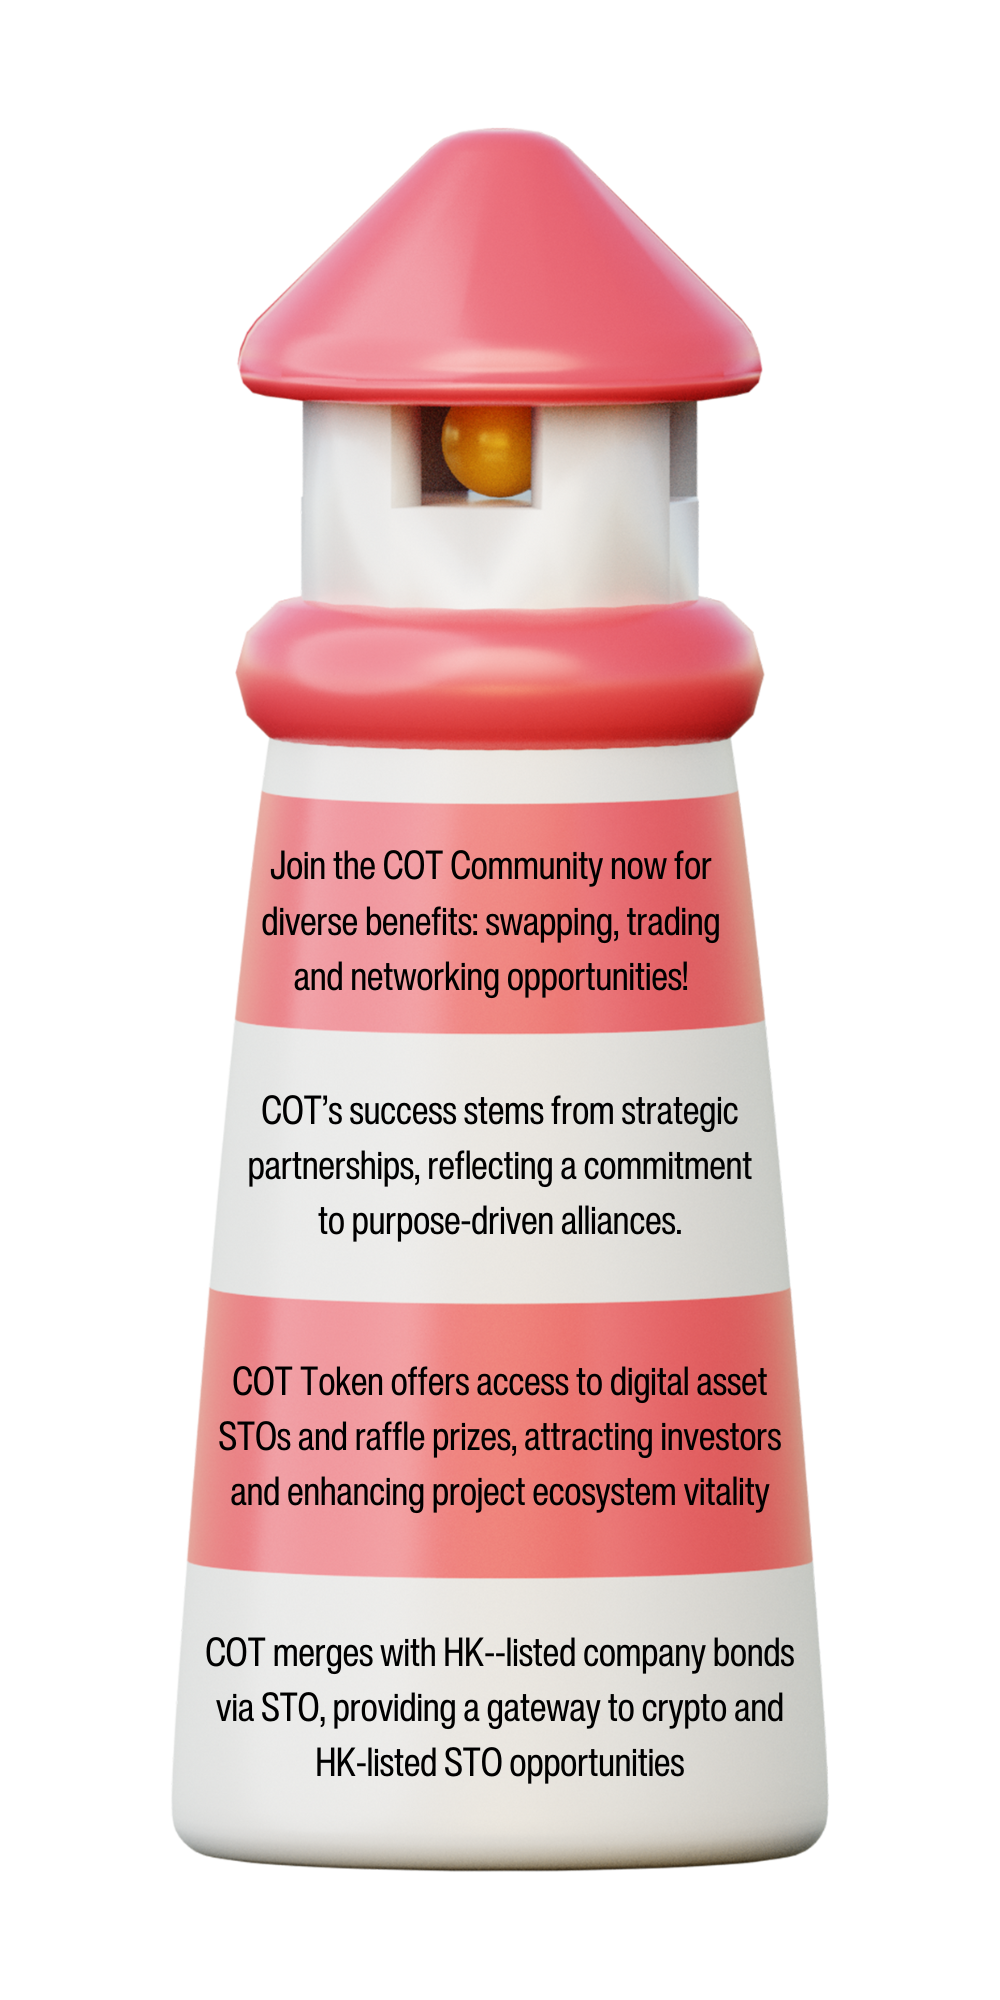 Join the COT Community now for
diverse benefits: swapping, trading
and networking opportunities!
COT’s success stems from strategic
partnerships, reflecting a commitment
to purpose-driven alliances.
COT Token offers access to digital asset
STOs and raffle prizes, attracting investors
and enhancing project ecosystem vitality
COT merges with HK--listed company bonds
via STO, providing a gateway to crypto and
HK-listed STO opportunities